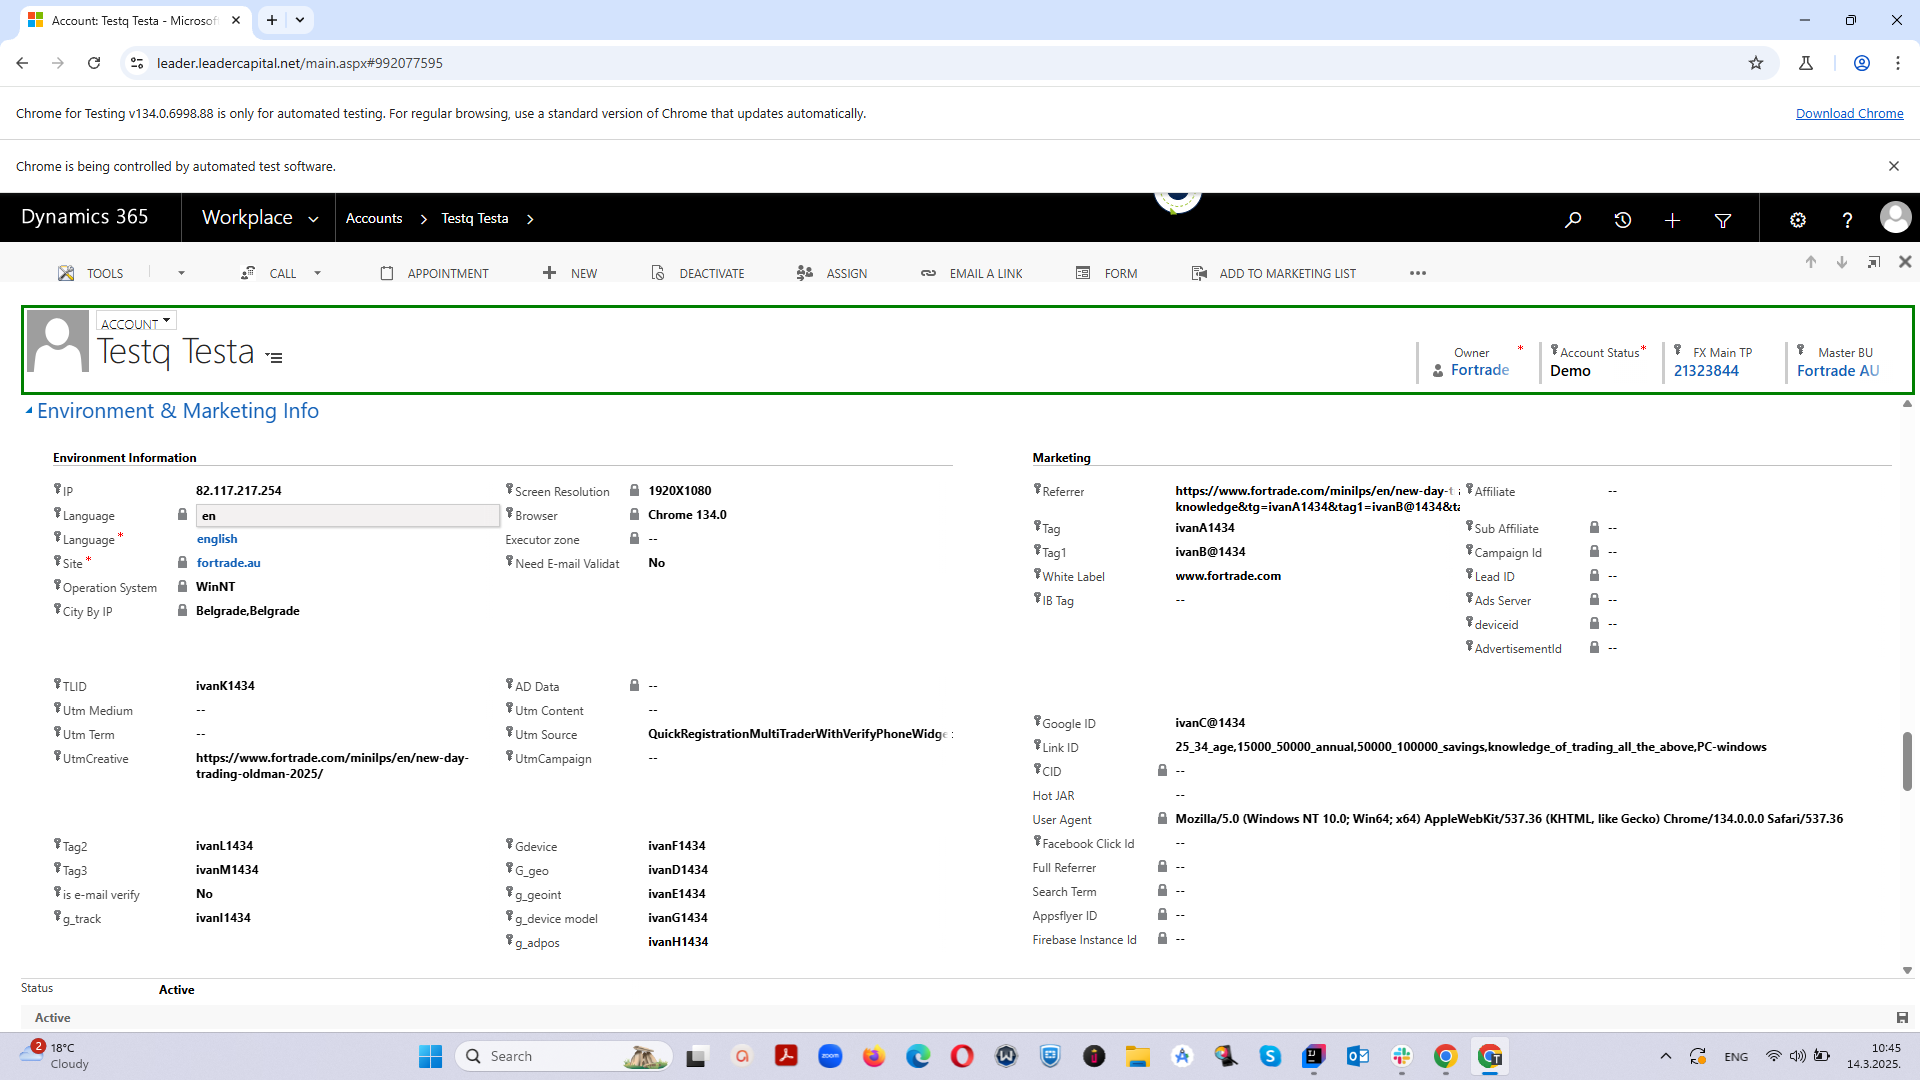 Account: Testq Testa - Microsof
leader.leadercapital.net/main.aspx#992077595
Chrome for Testing v134.0.6998.88 is only for automated testing. For regular browsing, use a standard version of Chrome that updates automatically.
Download Chrome
Chrome is being controlled by automated test software.
Dynamics 365
Workplace
Accounts
Testq Testa
?
TOOLS
CALL
APPOINTMENT
NEW
DEACTIVATE
ASSIGN
EMAIL A LINK
FORM
ADD TO MARKETING LIST
•••
ACCOUNT
Testq Testa
Owner *
Fortrade
Account Status*
Demo
FX Main TP
21323844
Master BU
Fortrade AU
Environment & Marketing Info
Environment Information
IP 82.117.217.254
Language en
Language* english
Site * fortrade.au
Operation System WinNT
City By IP Belgrade,Belgrade
Screen Resolution 1920X1080
Browser Chrome 134.0
Executor zone --
Need E-mail Validat No
TLID ivanK1434
Utm Medium --
Utm Term --
UtmCreative https://www.fortrade.com/minilps/en/new-day-
trading-oldman-2025/
AD Data --
Utm Content --
Utm Source QuickRegistrationMultiTraderWithVerifyPhoneWidge
UtmCampaign --
Tag2 ivanL1434
Tag3 ivanM1434
is e-mail verify No
g_track ivanI1434
Gdevice ivanF1434
G_geo ivanD1434
g_geoint ivanE1434
g_device model ivanG1434
g_adpos ivanH1434
Marketing
Referrer https://www.fortrade.com/minilps/en/new-day-t
knowledge&tg=ivanA1434&tag1=ivanB@1434&ta
Tag ivanA1434
Tag1 ivanB@1434
White Label www.fortrade.com
IB Tag --
Affiliate --
Sub Affiliate --
Campaign Id --
Lead ID --
Ads Server --
deviceid --
AdvertisementId --
Google ID ivanC@1434
Link ID 25_34_age,15000_50000_annual,50000_100000_savings,knowledge_of_trading_all_the_above,PC-windows
CID --
Hot JAR --
User Agent Mozilla/5.0 (Windows NT 10.0; Win64; x64) AppleWebKit/537.36 (KHTML, like Gecko) Chrome/134.0.0.0 Safari/537.36
Facebook Click Id --
Full Referrer --
Search Term --
Appsflyer ID --
Firebase Instance Id --
Status Active
Active
2
18°C
Cloudy
Search
zoom
ENG
10:45
14.3.2025.